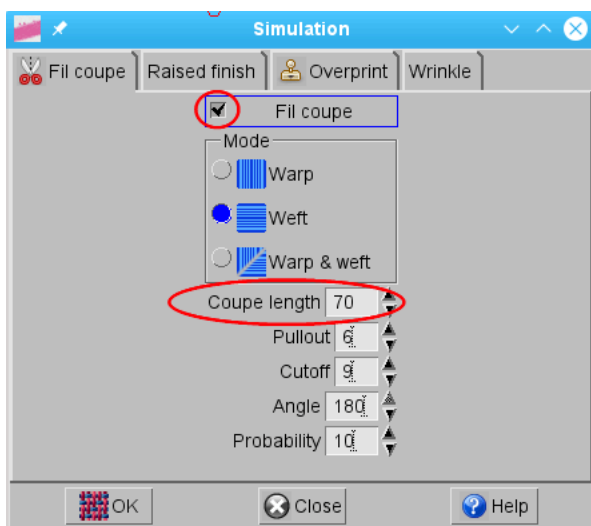 Simulation
Fil coupe Raised finish Overprint Wrinkle
Fil coupe
Mode
Warp
Weft
Warp & weft
Coupe length 70
Pullout 6
Cutoff 9
Angle 180
Probability 10
OK Close Help